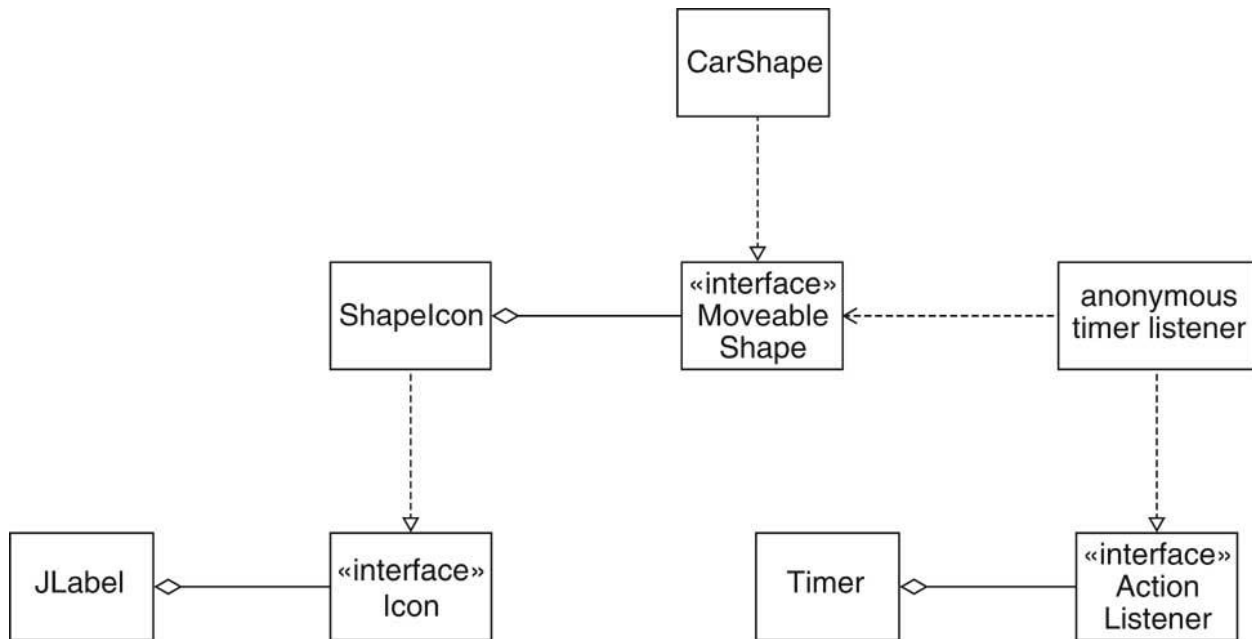 CarShape
ShapeIcon
«interface»
Moveable
Shape
anonymous
timer listener
JLabel
«interface»
Icon
Timer
«interface»
Action
Listener